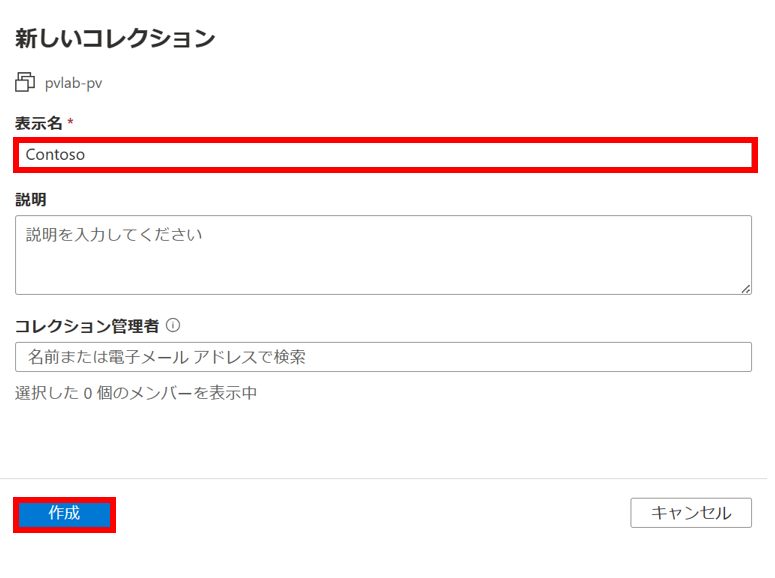 新しいコレクション
pvlab-pv
表示名 *
Contoso
説明
説明を入力してください
コレクション管理者
名前または電子メール アドレスで検索
選択した 0 個のメンバーを表示中
作成
キャンセル